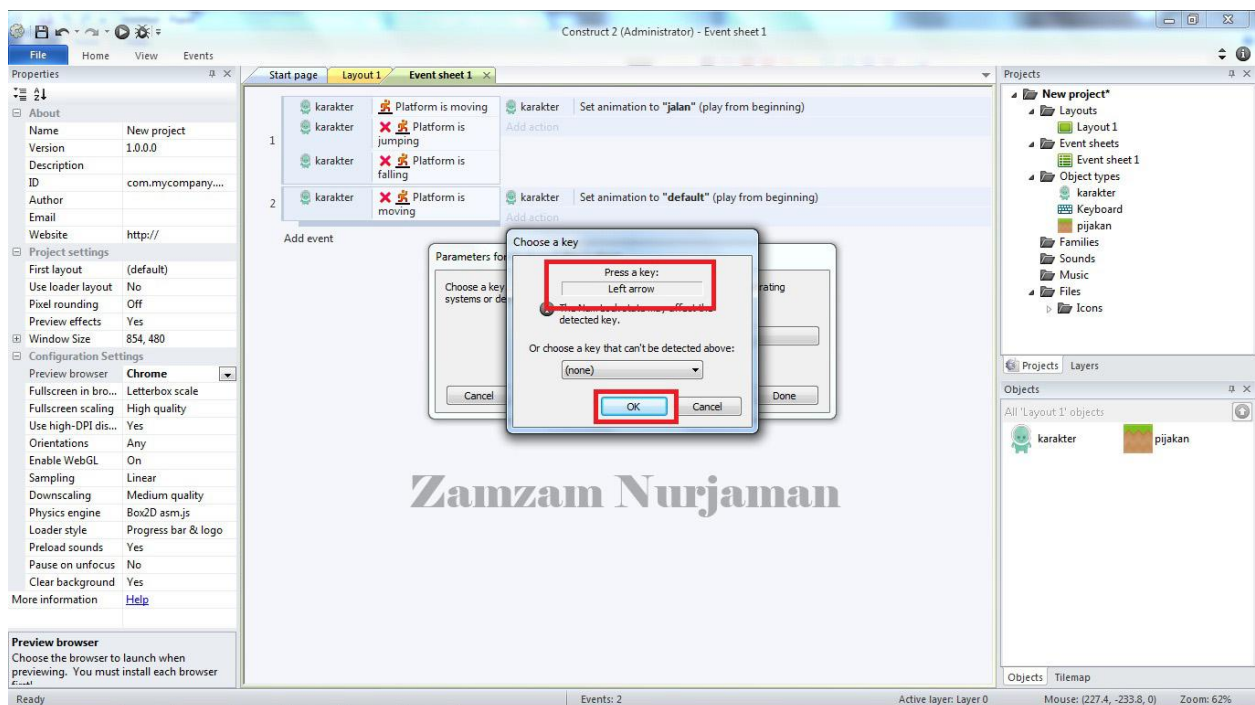 Construct 2 (Administrator) - Event sheet 1
File Home View Events
Properties
About
Name New project
Version 1.0.0.0
Description
ID com.mycompany....
Author
Email
Website http://
Project settings
First layout (default)
Use loader layout No
Pixel rounding Off
Preview effects Yes
Window Size 854, 480
Configuration Settings
Preview browser Chrome
Fullscreen in bro... Letterbox scale
Fullscreen scaling High quality
Use high-DPI dis... Yes
Orientations Any
Enable WebGL On
Sampling Linear
Downscaling Medium quality
Physics engine Box2D asm.js
Loader style Progress bar & logo
Preload sounds Yes
Pause on unfocus No
Clear background Yes
More information Help
Preview browser
Choose the browser to launch when
previewing. You must install each browser
Start page Layout 1 Event sheet 1
1
karakter Platform is moving karakter Set animation to "jalan" (play from beginning)
karakter Platform is jumping Add action
karakter Platform is falling
2
karakter Platform is moving karakter Set animation to "default" (play from beginning)
Add action
Add event
Parameters for
Choose a key
systems or de
rating
Cancel
Done
Choose a key
Press a key:
Left arrow
detected key.
Or choose a key that can't be detected above:
(none)
OK Cancel
Zamzam Nurjaman
Projects
New project*
Layouts
Layout 1
Event sheets
Event sheet 1
Object types
karakter
Keyboard
pijakan
Families
Sounds
Music
Files
Icons
Projects Layers
Objects
All 'Layout 1' objects
karakter pijakan
Objects Tilemap
Ready Events: 2 Active layer: Layer 0 Mouse: (227.4, -233.8, 0) Zoom: 62%